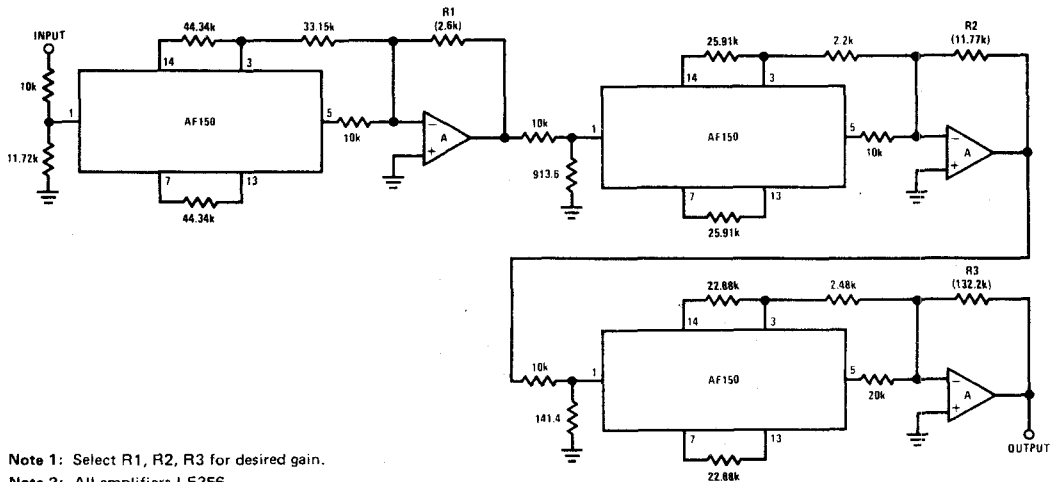 INPUT
10k
11.72k
44.34k
33.15k
R1
(2.6k)
14
3
1
AF150
5
10k
7
13
44.34k
−
+
A
10k
913.6
25.91k
2.2k
R2
(11.77k)
14
3
1
AF150
5
10k
7
13
25.91k
−
+
A
10k
141.4
22.88k
2.48k
R3
(132.2k)
14
3
1
AF150
5
20k
7
13
22.88k
−
+
A
OUTPUT
Note 1: Select R1, R2, R3 for desired gain.